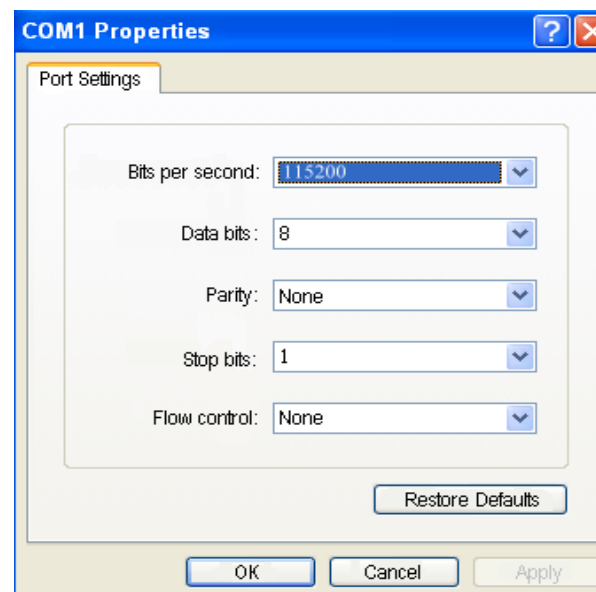 COM1 Properties
Port Settings
Bits per second: 115200
Data bits: 8
Parity: None
Stop bits: 1
Flow control: None
Restore Defaults
OK Cancel Apply